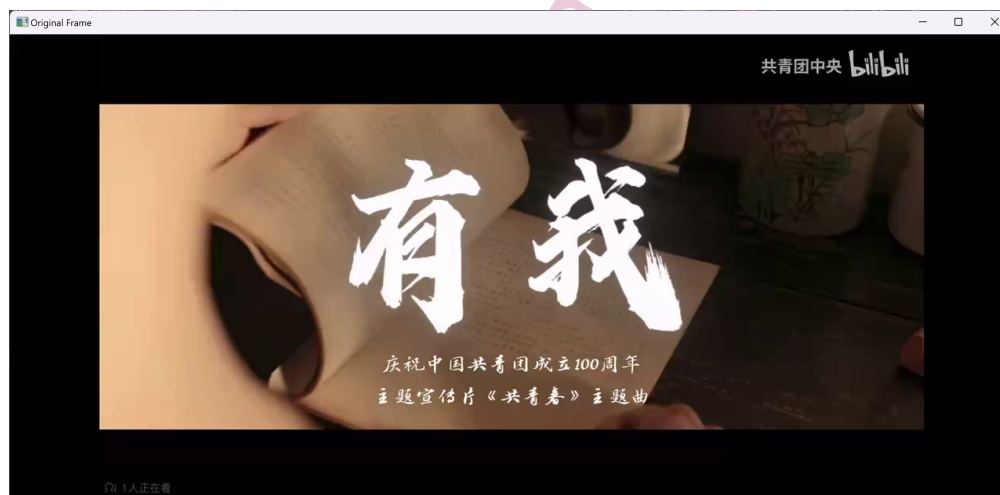 Original Frame
共青团中央 bilibili
有我
庆祝中国共青团成立100周年
主题宣传片《共青春》主题曲
1人正在看